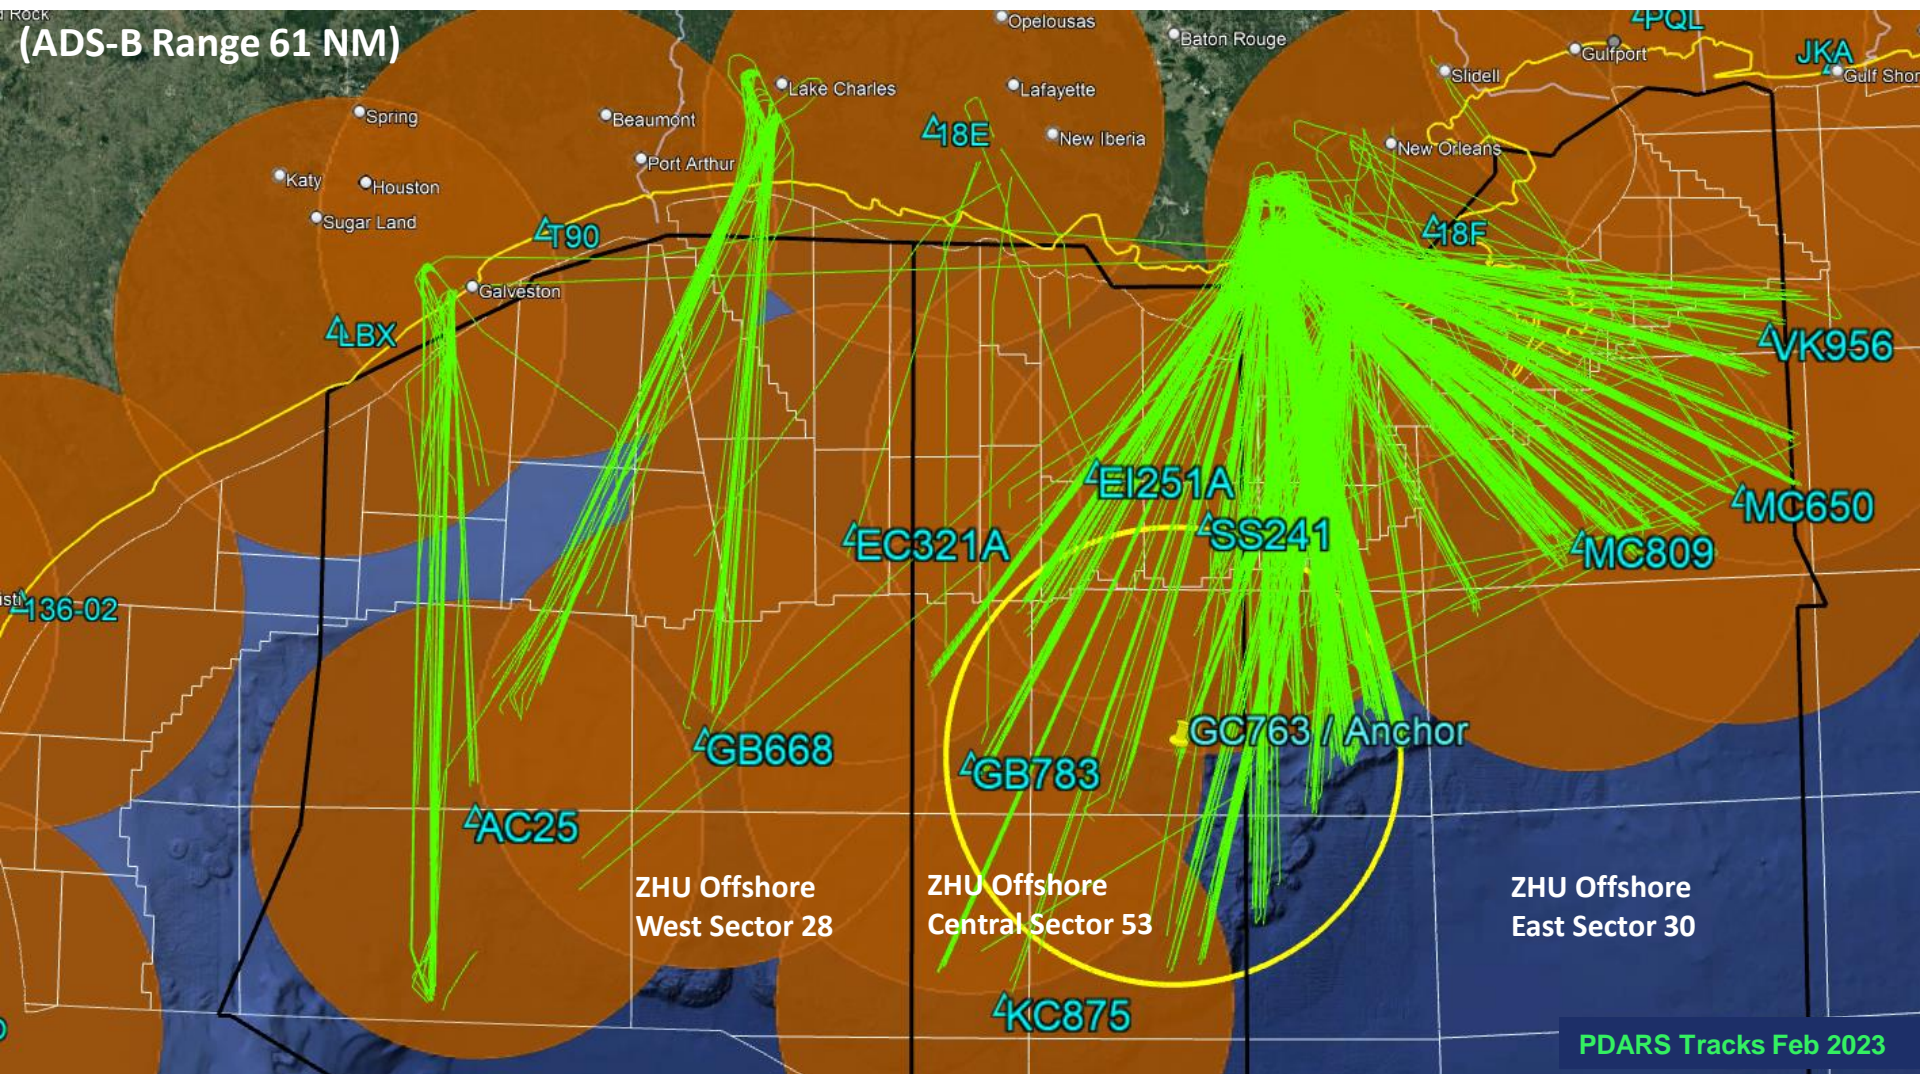 d Rock
(ADS-B Range 61 NM)
Opelousas
PQL
Baton Rouge
Gulfport
JKA
Slidell
Gulf Shor
Lake Charles
Lafayette
Spring
Beaumont
18E
New Iberia
New Orleans
Port Arthur
Katy
Houston
Sugar Land
T90
18F
Galveston
LBX
VK956
EI251A
MC650
SS241
EC321A
MC809
isti
136-02
GC763 / Anchor
GB668
GB783
AC25
ZHU Offshore
West Sector 28
ZHU Offshore
Central Sector 53
ZHU Offshore
East Sector 30
KC875
PDARS Tracks Feb 2023